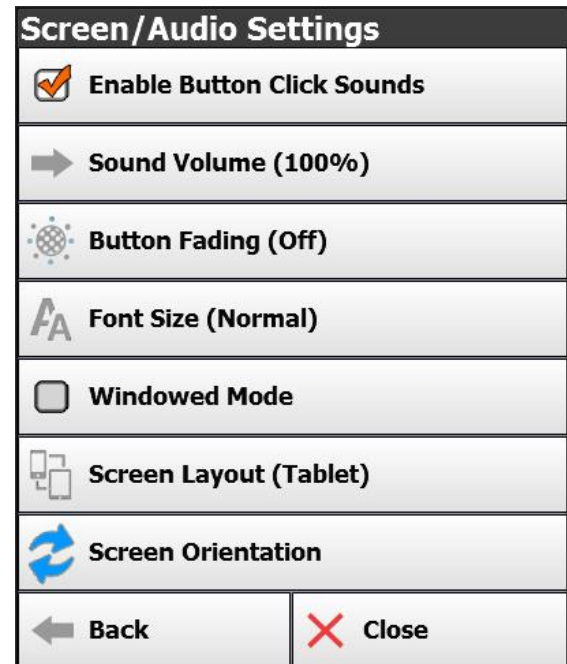 Screen/Audio Settings
Enable Button Click Sounds
Sound Volume (100%)
Button Fading (Off)
Font Size (Normal)
Windowed Mode
Screen Layout (Tablet)
Screen Orientation
Back
Close